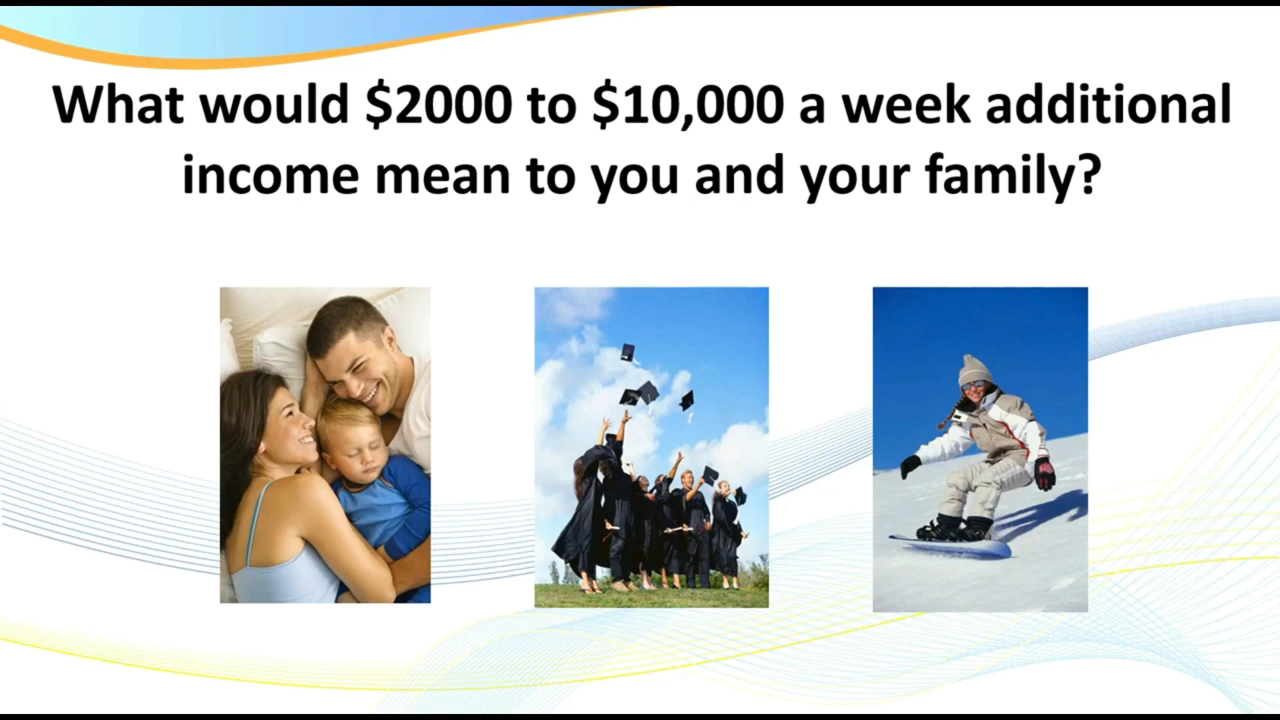 What would $2000 to $10,000 a week additional
income mean to you and your family?